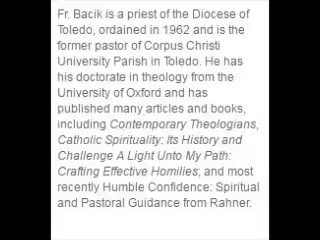 Fr. Bacik is a priest of the Diocese of
Toledo, ordained in 1962 and is the
former pastor of Corpus Christi
University Parish in Toledo. He has
his doctorate in theology from the
University of Oxford and has
published many articles and books,
including Contemporary Theologians,
Catholic Spirituality: Its History and
Challenge A Light Unto My Path:
Crafting Effective Homilies; and most
recently Humble Confidence: Spiritual
and Pastoral Guidance from Rahner.